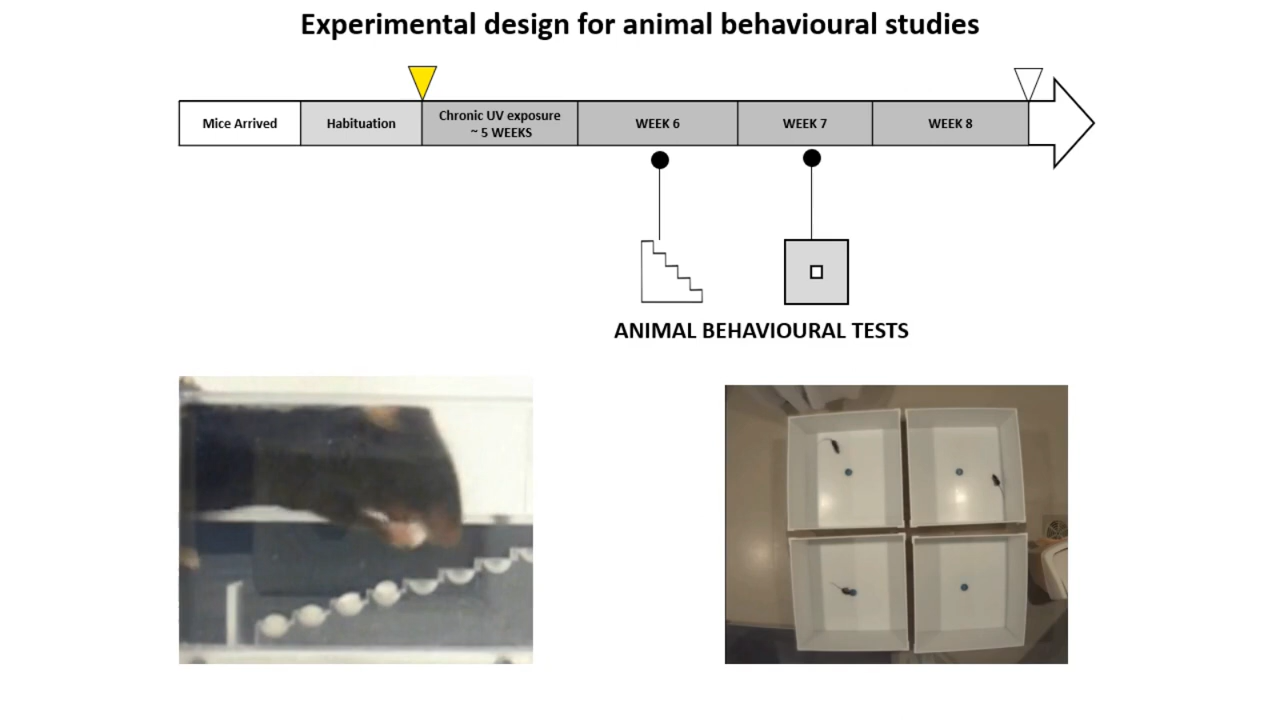 Experimental design for animal behavioural studies
Mice Arrived
Habituation
Chronic UV exposure
~ 5 WEEKS
WEEK 6
WEEK 7
WEEK 8
ANIMAL BEHAVIOURAL TESTS